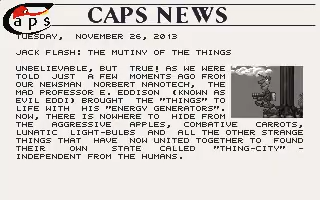 Caps
CAPS NEWS
TUESDAY, NOVEMBER 26, 2013
JACK FLASH: THE MUTINY OF THE THINGS
UNBELIEVABLE, BUT TRUE! AS WE WERE
TOLD JUST A FEW MOMENTS AGO FROM
OUR NEWSMAN NORBERT NANOTECH, THE
MAD PROFESSOR E. EDDISON (KNOWN AS
EVIL EDDI) BROUGHT THE "THINGS" TO
LIFE WITH HIS "ENERGY GENERATORS".
NOW, THERE IS NOWHERE TO HIDE FROM
THE AGGRESSIVE APPLES, COMBATIVE CARROTS,
LUNATIC LIGHT-BULBS AND ALL THE OTHER STRANGE
THINGS THAT HAVE NOW UNITED TOGETHER TO FOUND
THEIR OWN STATE CALLED "THING-CITY" -
INDEPENDENT FROM THE HUMANS.